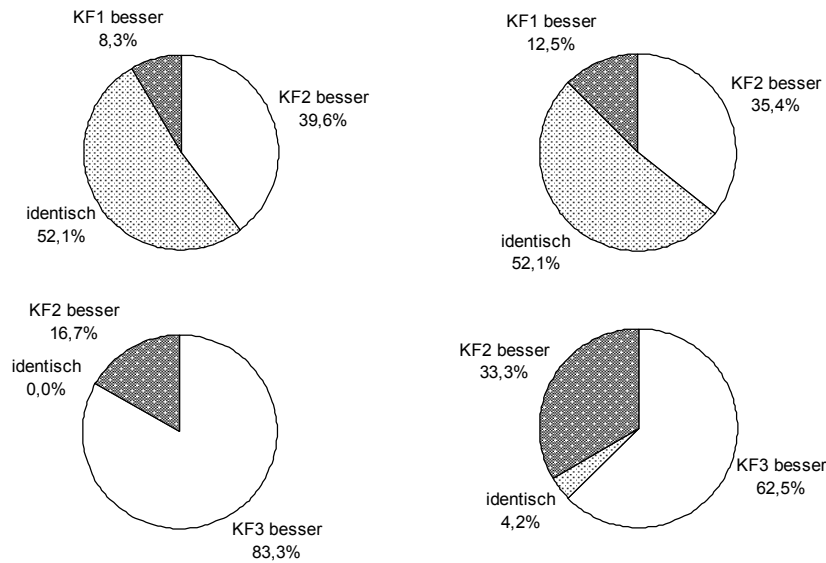 KF1 besser
8,3%
KF2 besser
39,6%
identisch
52,1%
KF1 besser
12,5%
KF2 besser
35,4%
identisch
52,1%
KF2 besser
16,7%
identisch
0,0%
KF3 besser
83,3%
KF2 besser
33,3%
KF3 besser
62,5%
identisch
4,2%